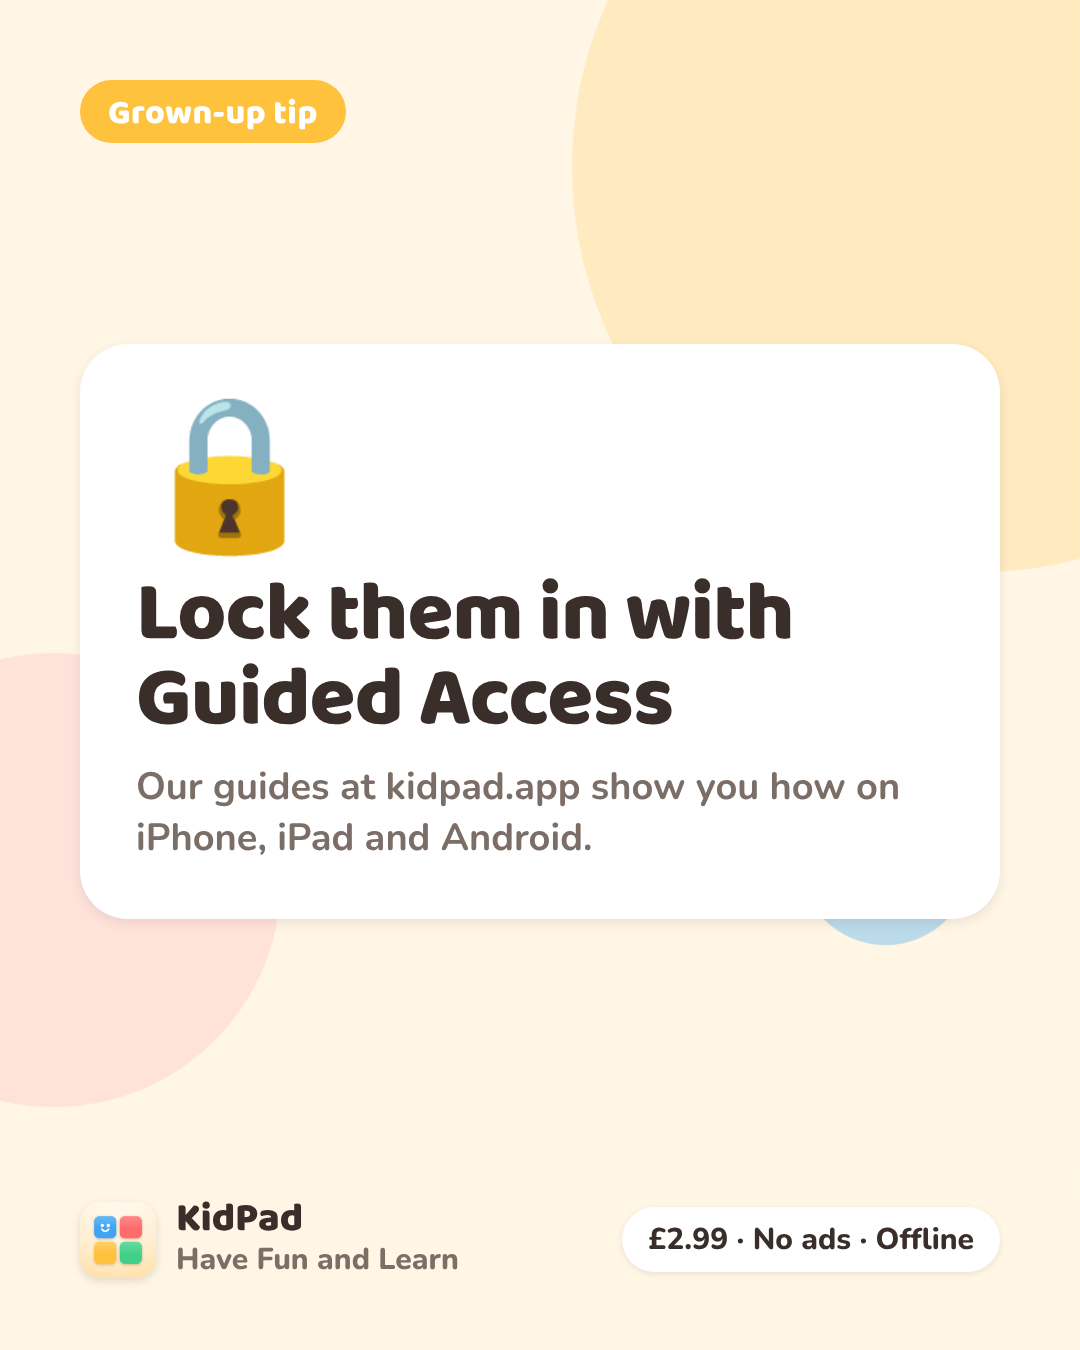 Grown-up tip
Lock them in with
Guided Access
Our guides at kidpad.app show you how on
iPhone, iPad and Android.
KidPad
Have Fun and Learn
£2.99 · No ads · Offline